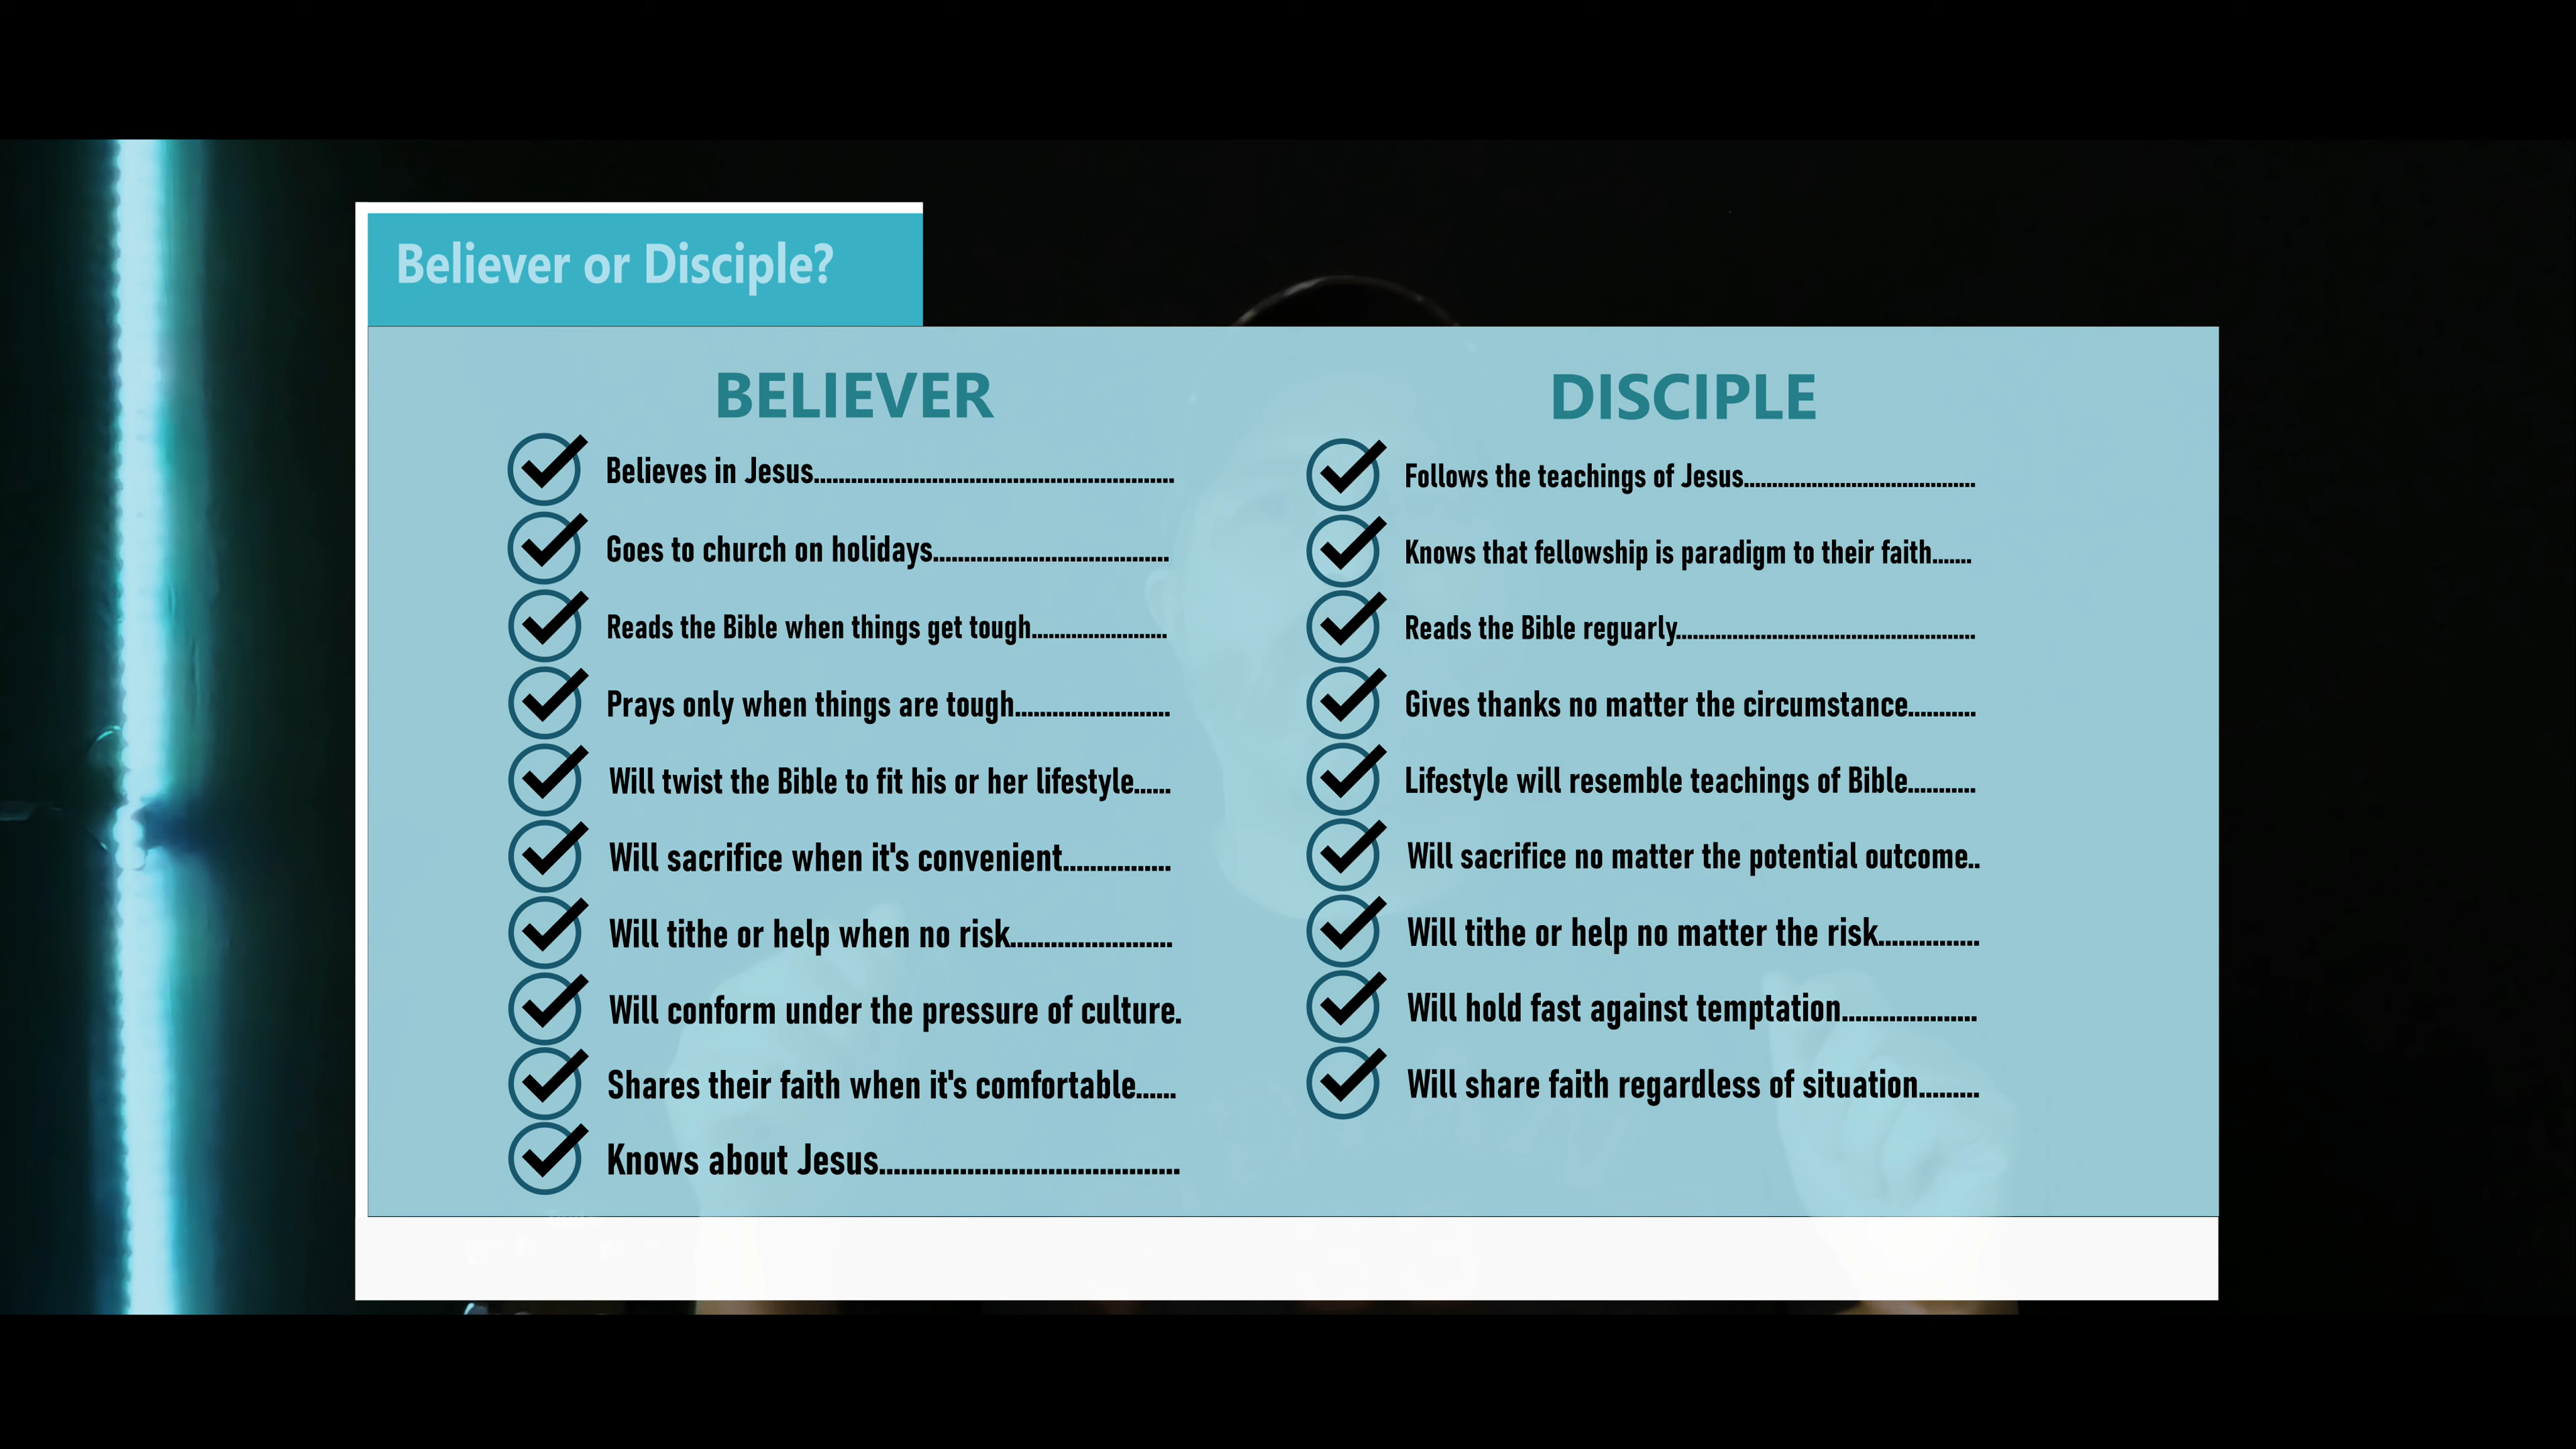 Believer or Disciple?
BELIEVER
Believes in Jesus..........................................................
Goes to church on holidays......................................
Reads the Bible when things get tough........................
Prays only when things are tough.........................
Will twist the Bible to fit his or her lifestyle......
Will sacrifice when it's convenient................
Will tithe or help when no risk........................
Will conform under the pressure of culture.
Shares their faith when it's comfortable......
Knows about Jesus.........................................
DISCIPLE
Follows the teachings of Jesus.........................................
Knows that fellowship is paradigm to their faith.......
Reads the Bible reguarly.....................................................
Gives thanks no matter the circumstance...........
Lifestyle will resemble teachings of Bible...........
Will sacrifice no matter the potential outcome..
Will tithe or help no matter the risk...............
Will hold fast against temptation....................
Will share faith regardless of situation.........